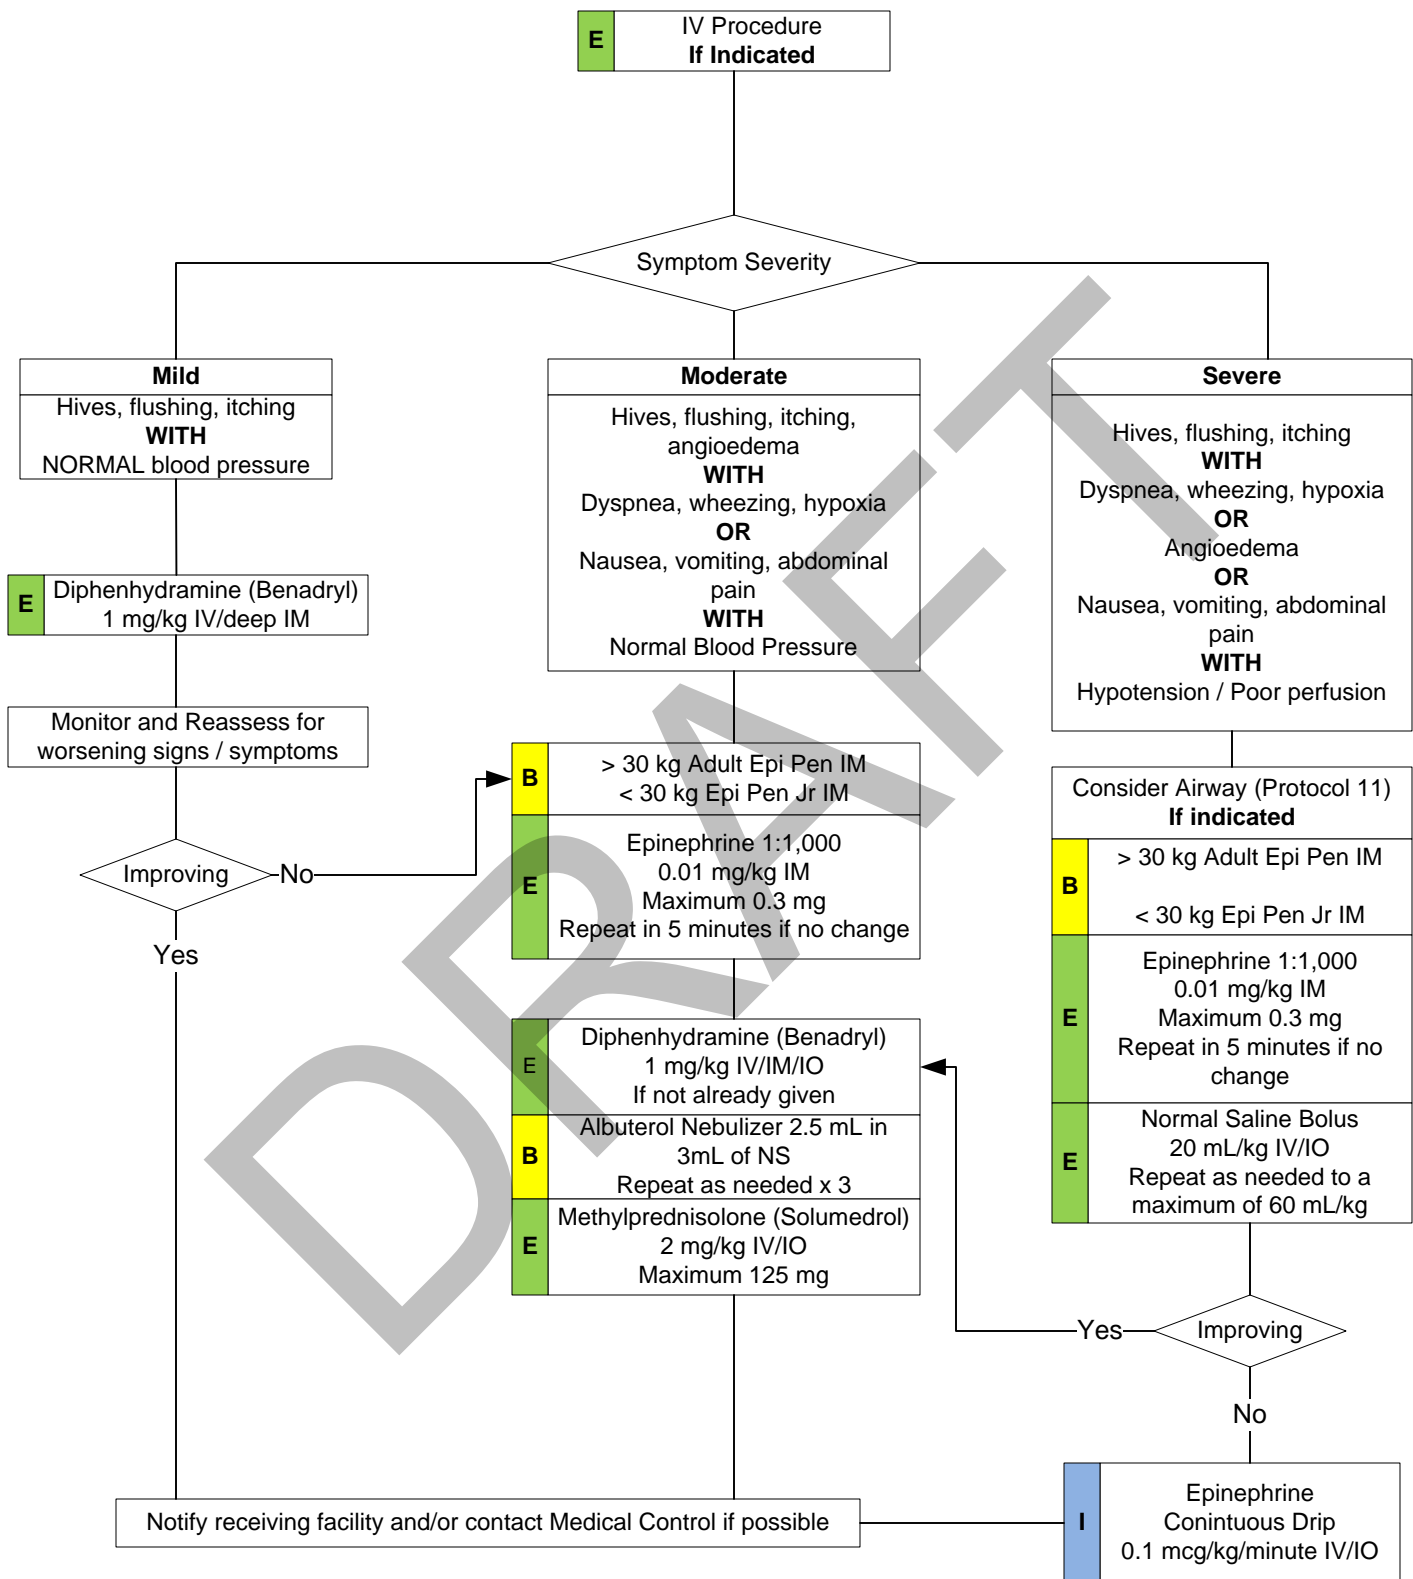 E
IV Procedure
If Indicated
Symptom Severity
Mild
Hives, flushing, itching
WITH
NORMAL blood pressure
E
Diphenhydramine (Benadryl)
1 mg/kg IV/deep IM
Monitor and Reassess for
worsening signs / symptoms
Improving
No
Yes
Moderate
Hives, flushing, itching,
angioedema
WITH
Dyspnea, wheezing, hypoxia
OR
Nausea, vomiting, abdominal
pain
WITH
Normal Blood Pressure
B
> 30 kg Adult Epi Pen IM
< 30 kg Epi Pen Jr IM
E
Epinephrine 1:1,000
0.01 mg/kg IM
Maximum 0.3 mg
Repeat in 5 minutes if no change
E
Diphenhydramine (Benadryl)
1 mg/kg IV/IM/IO
If not already given
B
Albuterol Nebulizer 2.5 mL in
3mL of NS
Repeat as needed x 3
E
Methylprednisolone (Solumedrol)
2 mg/kg IV/IO
Maximum 125 mg
Severe
Hives, flushing, itching
WITH
Dyspnea, wheezing, hypoxia
OR
Angioedema
OR
Nausea, vomiting, abdominal
pain
WITH
Hypotension / Poor perfusion
Consider Airway (Protocol 11)
If indicated
B
> 30 kg Adult Epi Pen IM
< 30 kg Epi Pen Jr IM
E
Epinephrine 1:1,000
0.01 mg/kg IM
Maximum 0.3 mg
Repeat in 5 minutes if no
change
E
Normal Saline Bolus
20 mL/kg IV/IO
Repeat as needed to a
maximum of 60 mL/kg
Improving
Yes
No
I
Epinephrine
Conintuous Drip
0.1 mcg/kg/minute IV/IO
Notify receiving facility and/or contact Medical Control if possible
DRAFT